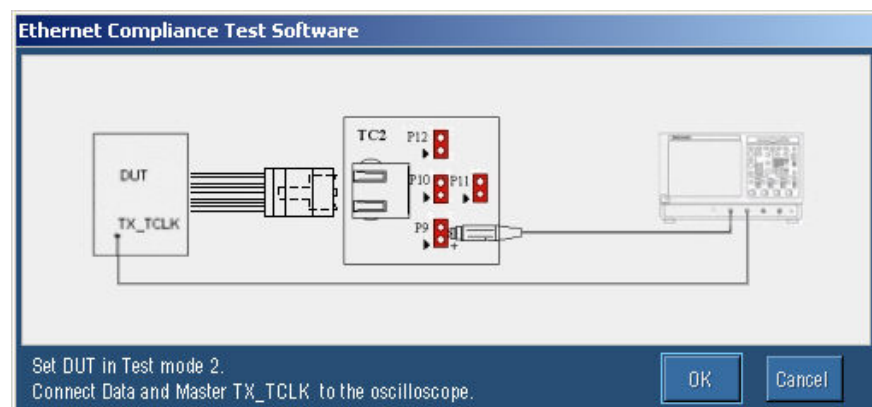 Ethernet Compliance Test Software
TC2
P12
DUT
P10
P11
TX_TCLK
P9
+
Set DUT in Test mode 2.
Connect Data and Master TX_TCLK to the oscilloscope.
OK
Cancel